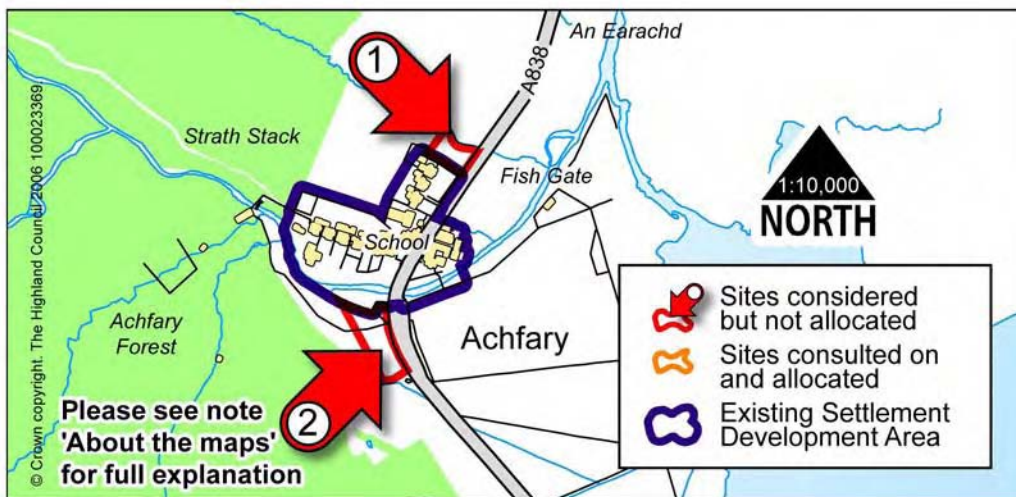 An Earachd
A838
1
Strath Stack
Fish Gate
School
1:10,000
NORTH
Achfary
Forest
Achfary
2
Please see note
'About the maps'
for full explanation
Sites considered
but not allocated
Sites consulted on
and allocated
Existing Settlement
Development Area
© Crown copyright. The Highland Council 2006 100023369.